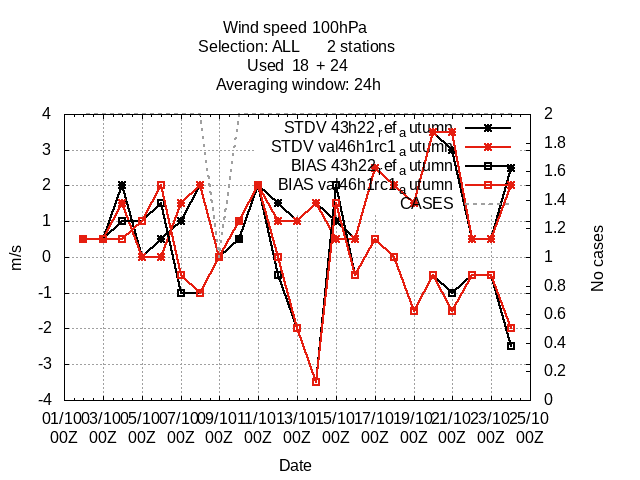 Wind speed 100hPa
Selection: ALL 2 stations
Used 18 + 24
Averaging window: 24h
STDV 43h22_ref_autumn
STDV val46h1rc1_autumn
BIAS 43h22_ref_autumn
BIAS val46h1rc1_autumn
CASES
m/s
4
3
2
1
0
-1
-2
-3
-4
No cases
2
1.8
1.6
1.4
1.2
1
0.8
0.6
0.4
0.2
0
01/10 03/10 05/10 07/10 09/10 11/10 13/10 15/10 17/10 19/10 21/10 23/10 25/10
00Z 00Z 00Z 00Z 00Z 00Z 00Z 00Z 00Z 00Z 00Z 00Z 00Z
Date